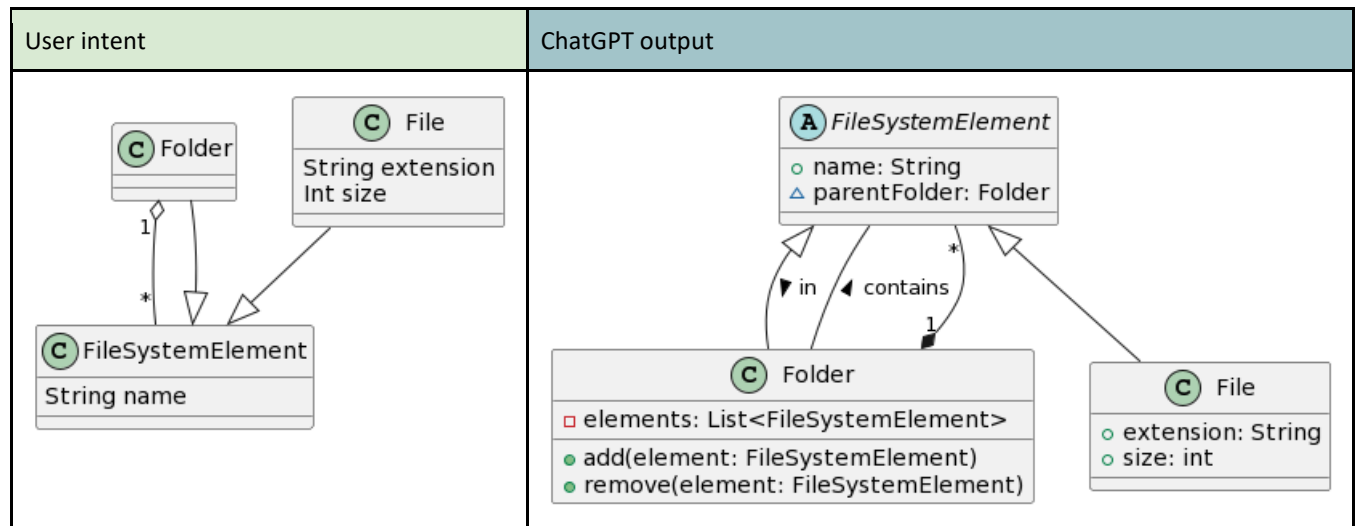 User intent
ChatGPT output
C Folder
C File
String extension
Int size
1
*
C FileSystemElement
String name
A FileSystemElement
name: String
parentFolder: Folder
in
contains
*
1
C Folder
elements: List<FileSystemElement>
add(element: FileSystemElement)
remove(element: FileSystemElement)
C File
extension: String
size: int